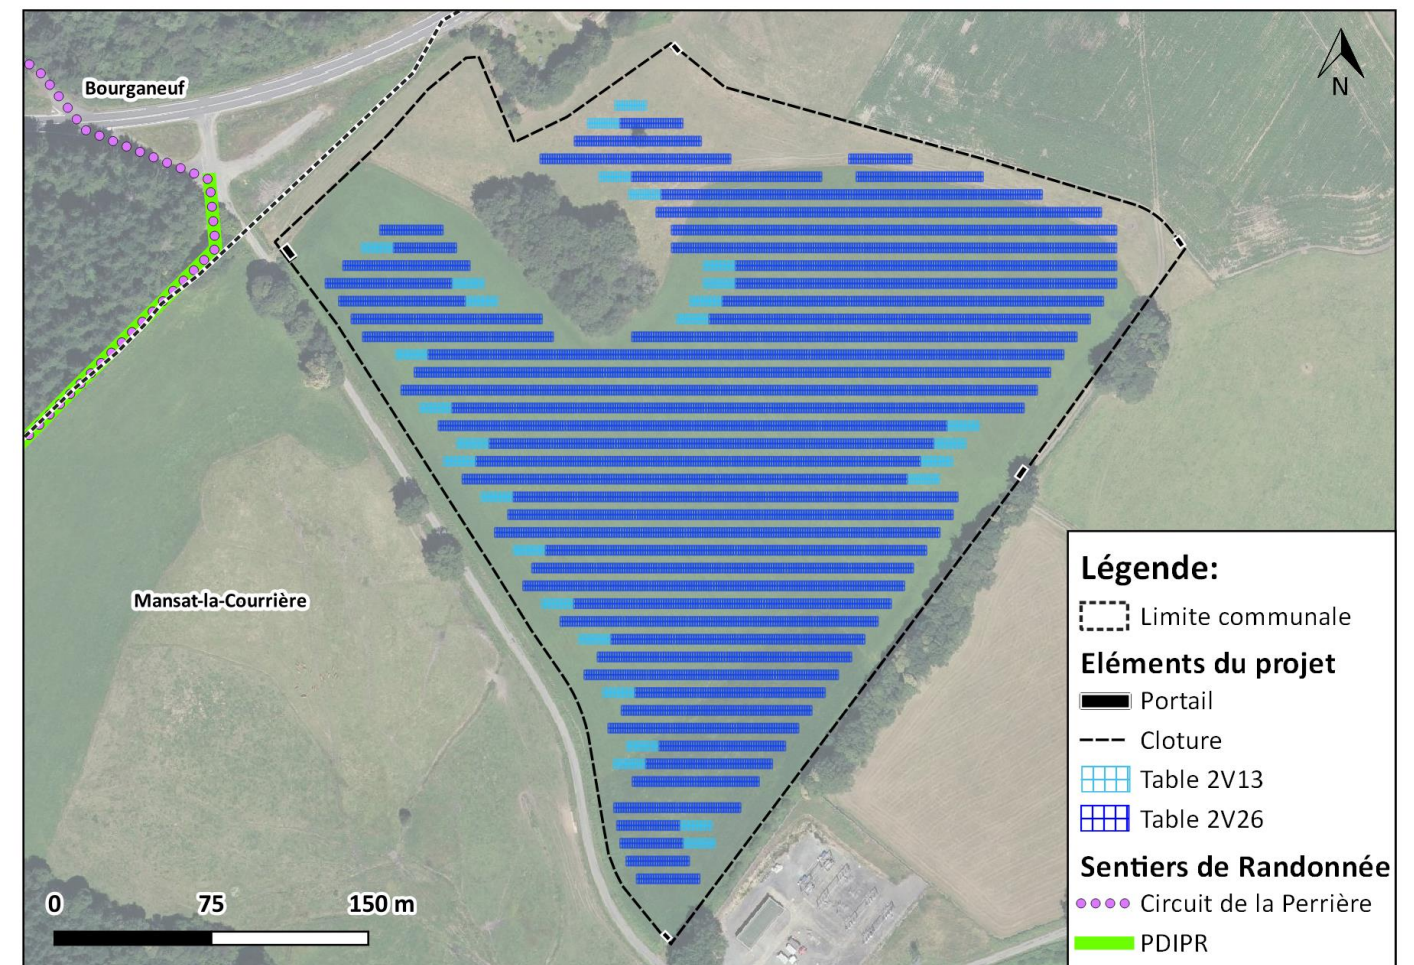 Bourganeuf
N
Mansat-la-Courrière
0 75 150 m
Légende:
Limite communale
Eléments du projet
Portail
Cloture
Table 2V13
Table 2V26
Sentiers de Randonnée
Circuit de la Perrière
PDIPR